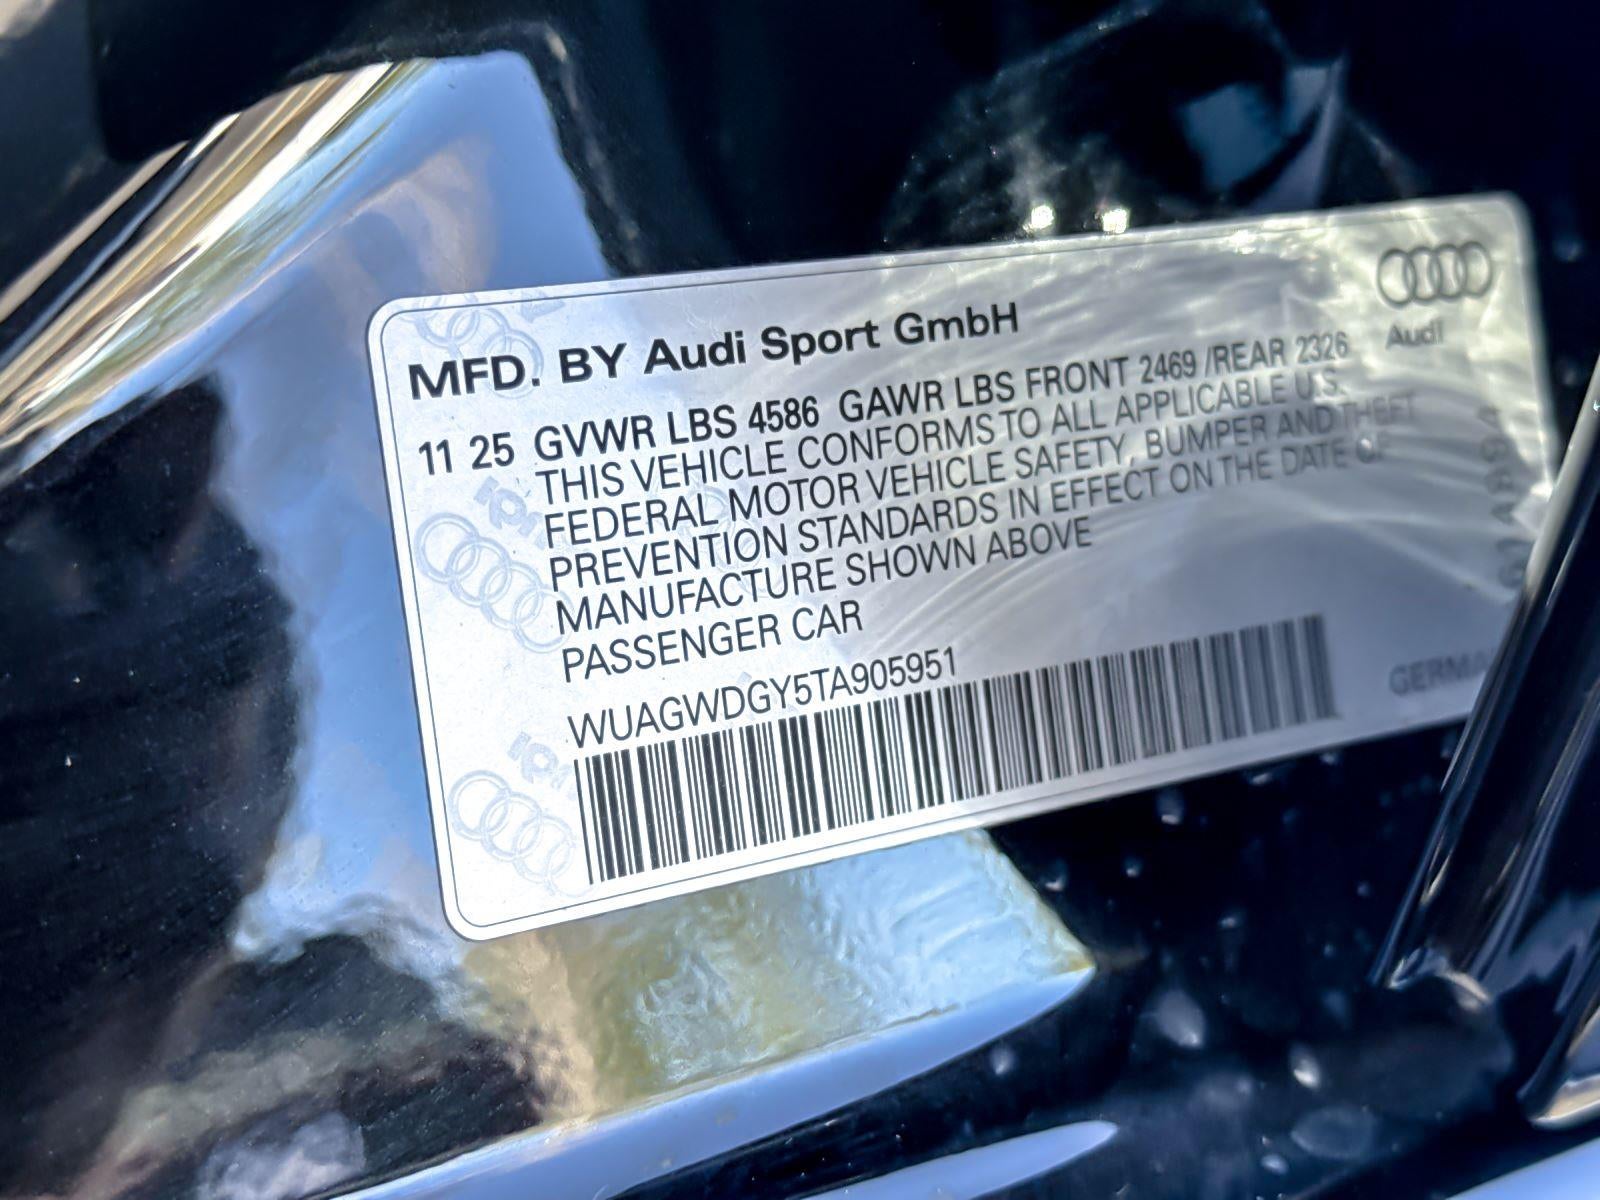 MFD. BY Audi Sport GmbH
Audi
11 25 GVWR LBS 4586 GAWR LBS FRONT 2469 /REAR 2326
THIS VEHICLE CONFORMS TO ALL APPLICABLE U.S.
FEDERAL MOTOR VEHICLE SAFETY, BUMPER AND THEFT
PREVENTION STANDARDS IN EFFECT ON THE DATE OF
MANUFACTURE SHOWN ABOVE
PASSENGER CAR
WUAGWDGY5TA905951